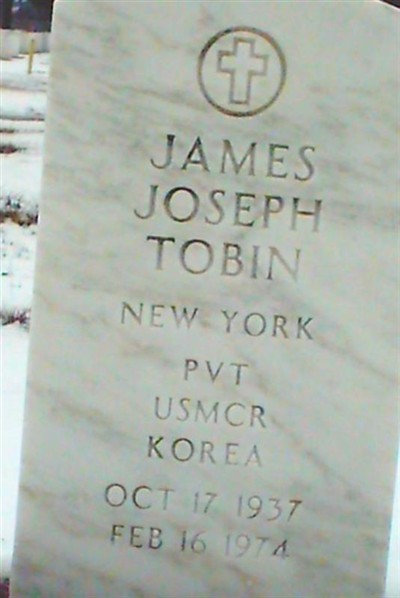 JAMES
JOSEPH
TOBIN
NEW YORK
PVT
USMCR
KOREA
OCT 17 1937
FEB 16 1974